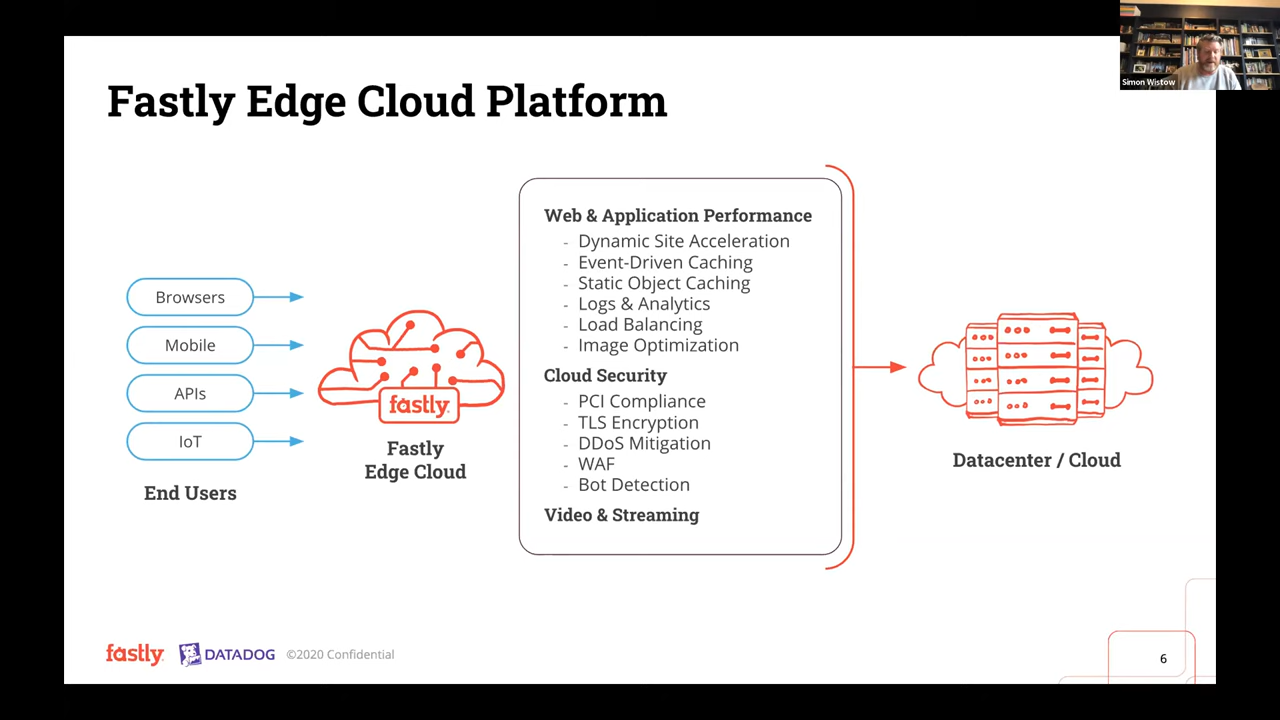 Simon Wistow
Fastly Edge Cloud Platform
Browsers
Mobile
APIs
IoT
End Users
fastly
Fastly
Edge Cloud
Web & Application Performance
- Dynamic Site Acceleration
- Event-Driven Caching
- Static Object Caching
- Logs & Analytics
- Load Balancing
- Image Optimization
Cloud Security
- PCI Compliance
- TLS Encryption
- DDoS Mitigation
- WAF
- Bot Detection
Video & Streaming
Datacenter / Cloud
fastly
DATADOG
©2020 Confidential
6